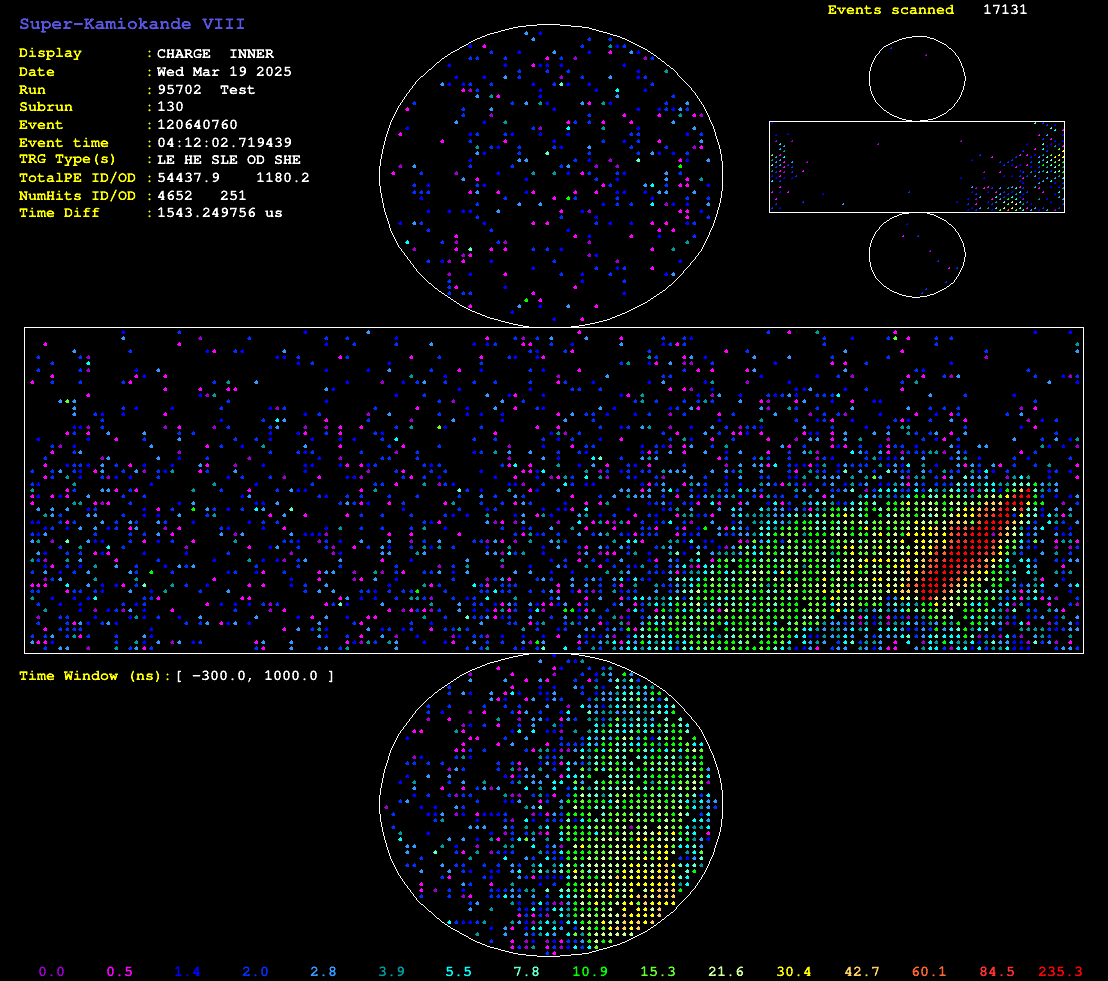 Super-Kamiokande VIII
Events scanned 17131
Display : CHARGE INNER
Date : Wed Mar 19 2025
Run : 95702 Test
Subrun : 130
Event : 120640760
Event time : 04:12:02.719439
TRG Type(s) : LE HE SLE OD SHE
TotalPE ID/OD : 54437.9 1180.2
NumHits ID/OD : 4652 251
Time Diff : 1543.249756 us
Time Window (ns):[ -300.0, 1000.0 ]
0.0 0.5 1.4 2.0 2.8 3.9 5.5 7.8 10.9 15.3 21.6 30.4 42.7 60.1 84.5 235.3